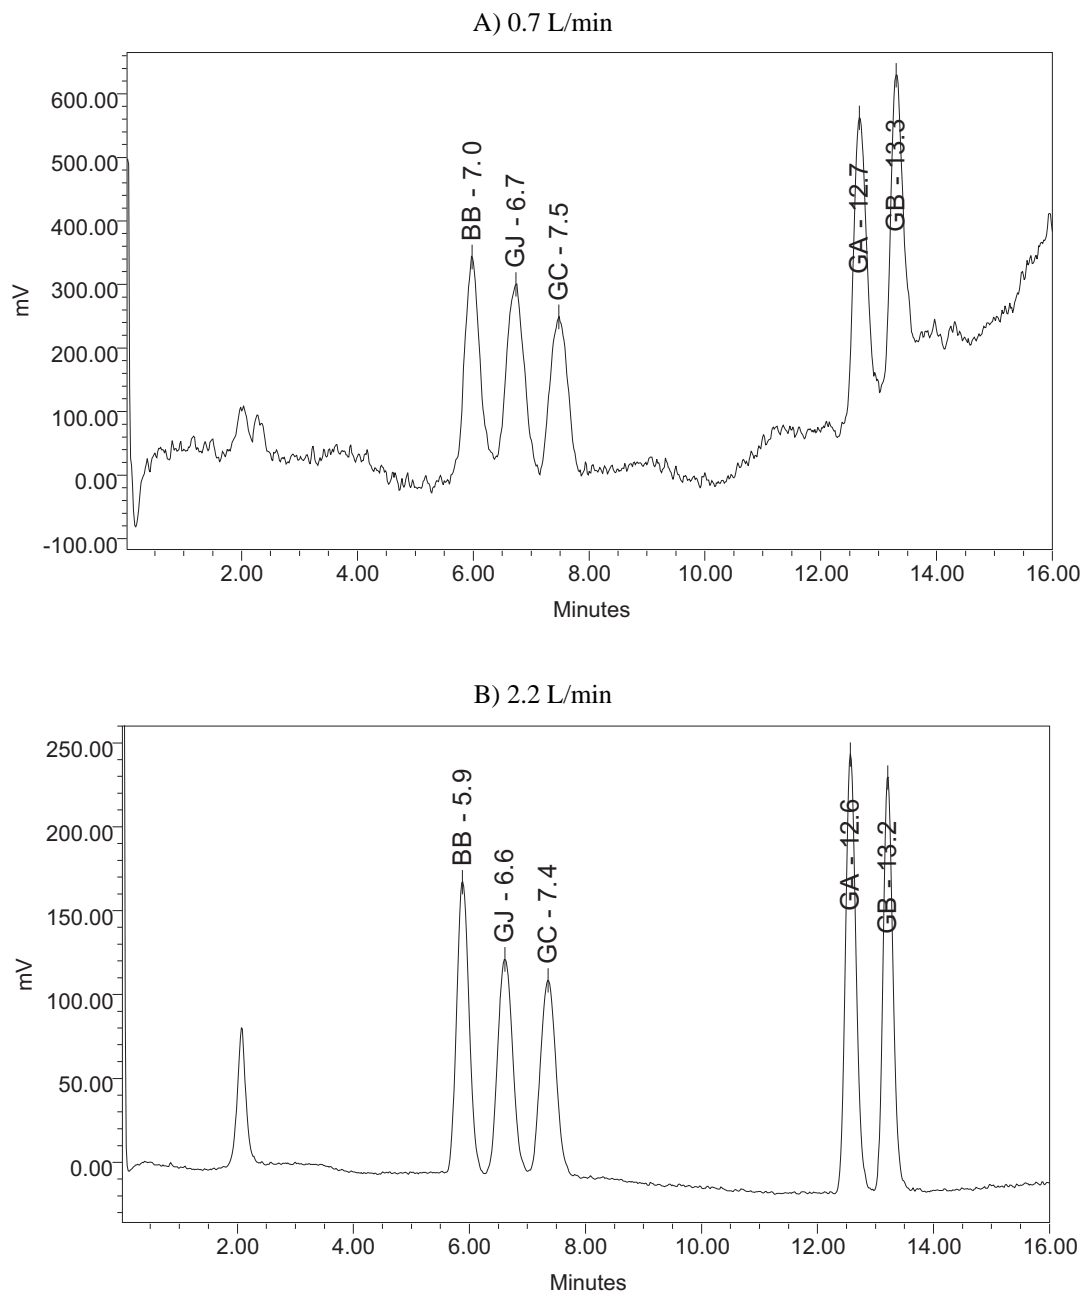 A) 0.7 L/min
600.00
500.00
400.00
300.00
200.00
100.00
0.00
-100.00
mV
BB - 7.0
GJ - 6.7
GC - 7.5
GA - 12.7
GB - 13.3
2.00 4.00 6.00 8.00 10.00 12.00 14.00 16.00
Minutes
B) 2.2 L/min
250.00
200.00
150.00
100.00
50.00
0.00
mV
BB - 5.9
GJ - 6.6
GC - 7.4
GA - 12.6
GB - 13.2
2.00 4.00 6.00 8.00 10.00 12.00 14.00 16.00
Minutes